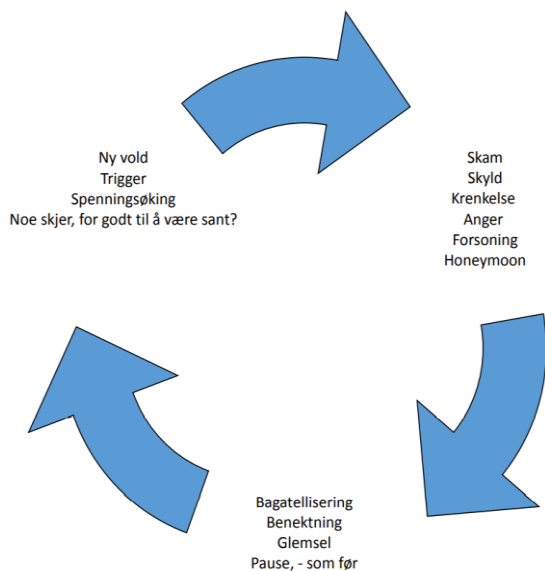 Ny vold
Trigger
Spenningsøking
Noe skjer, for godt til å være sant?
Skam
Skyld
Krenkelse
Anger
Forsoning
Honeymoon
Bagatellisering
Benektning
Glemsel
Pause, - som før